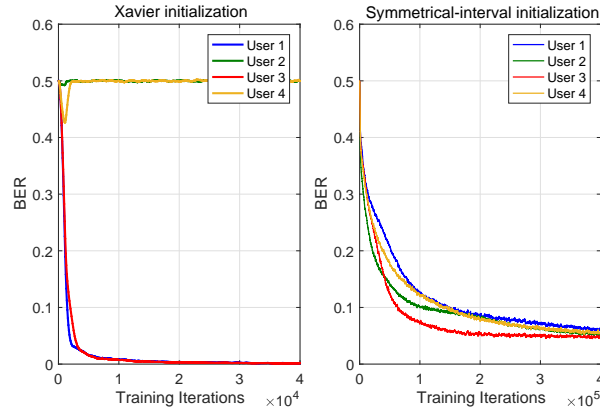 Xavier initialization
0.6
0.5
0.4
0.3
0.2
0.1
0
BER
User 1
User 2
User 3
User 4
0 1 2 3 4
Training Iterations ×10^4
Symmetrical-interval initialization
0.6
0.5
0.4
0.3
0.2
0.1
0
BER
User 1
User 2
User 3
User 4
0 1 2 3 4
Training Iterations ×10^5